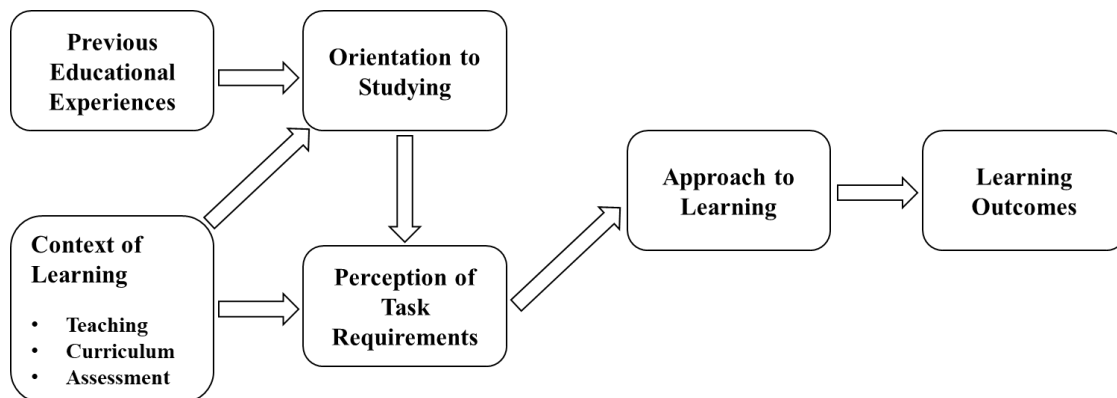 Previous
Educational
Experiences
Orientation to
Studying
Context of
Learning
• Teaching
• Curriculum
• Assessment
Perception of
Task
Requirements
Approach to
Learning
Learning
Outcomes